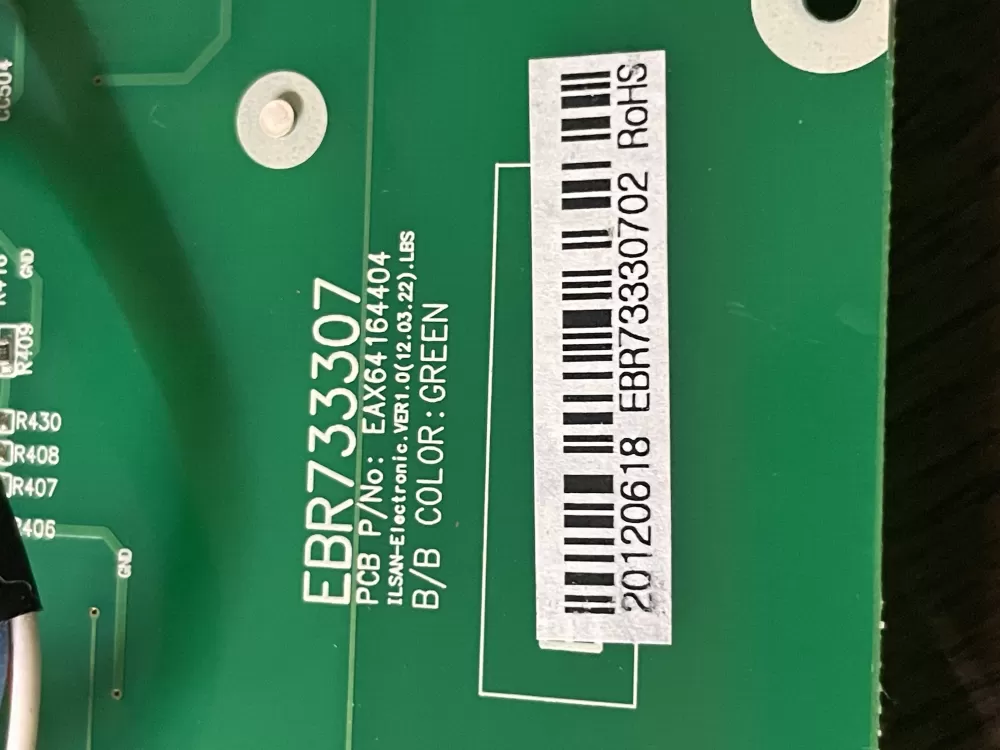 EBR733307
PCB P/No: EAX64164404
ILSAN-Electronic.VER1.0(12.03.22).LBS
B/B COLOR:GREEN
20120618 EBR73330702 RoHS
GND
R409
R430
R408
R407
GND